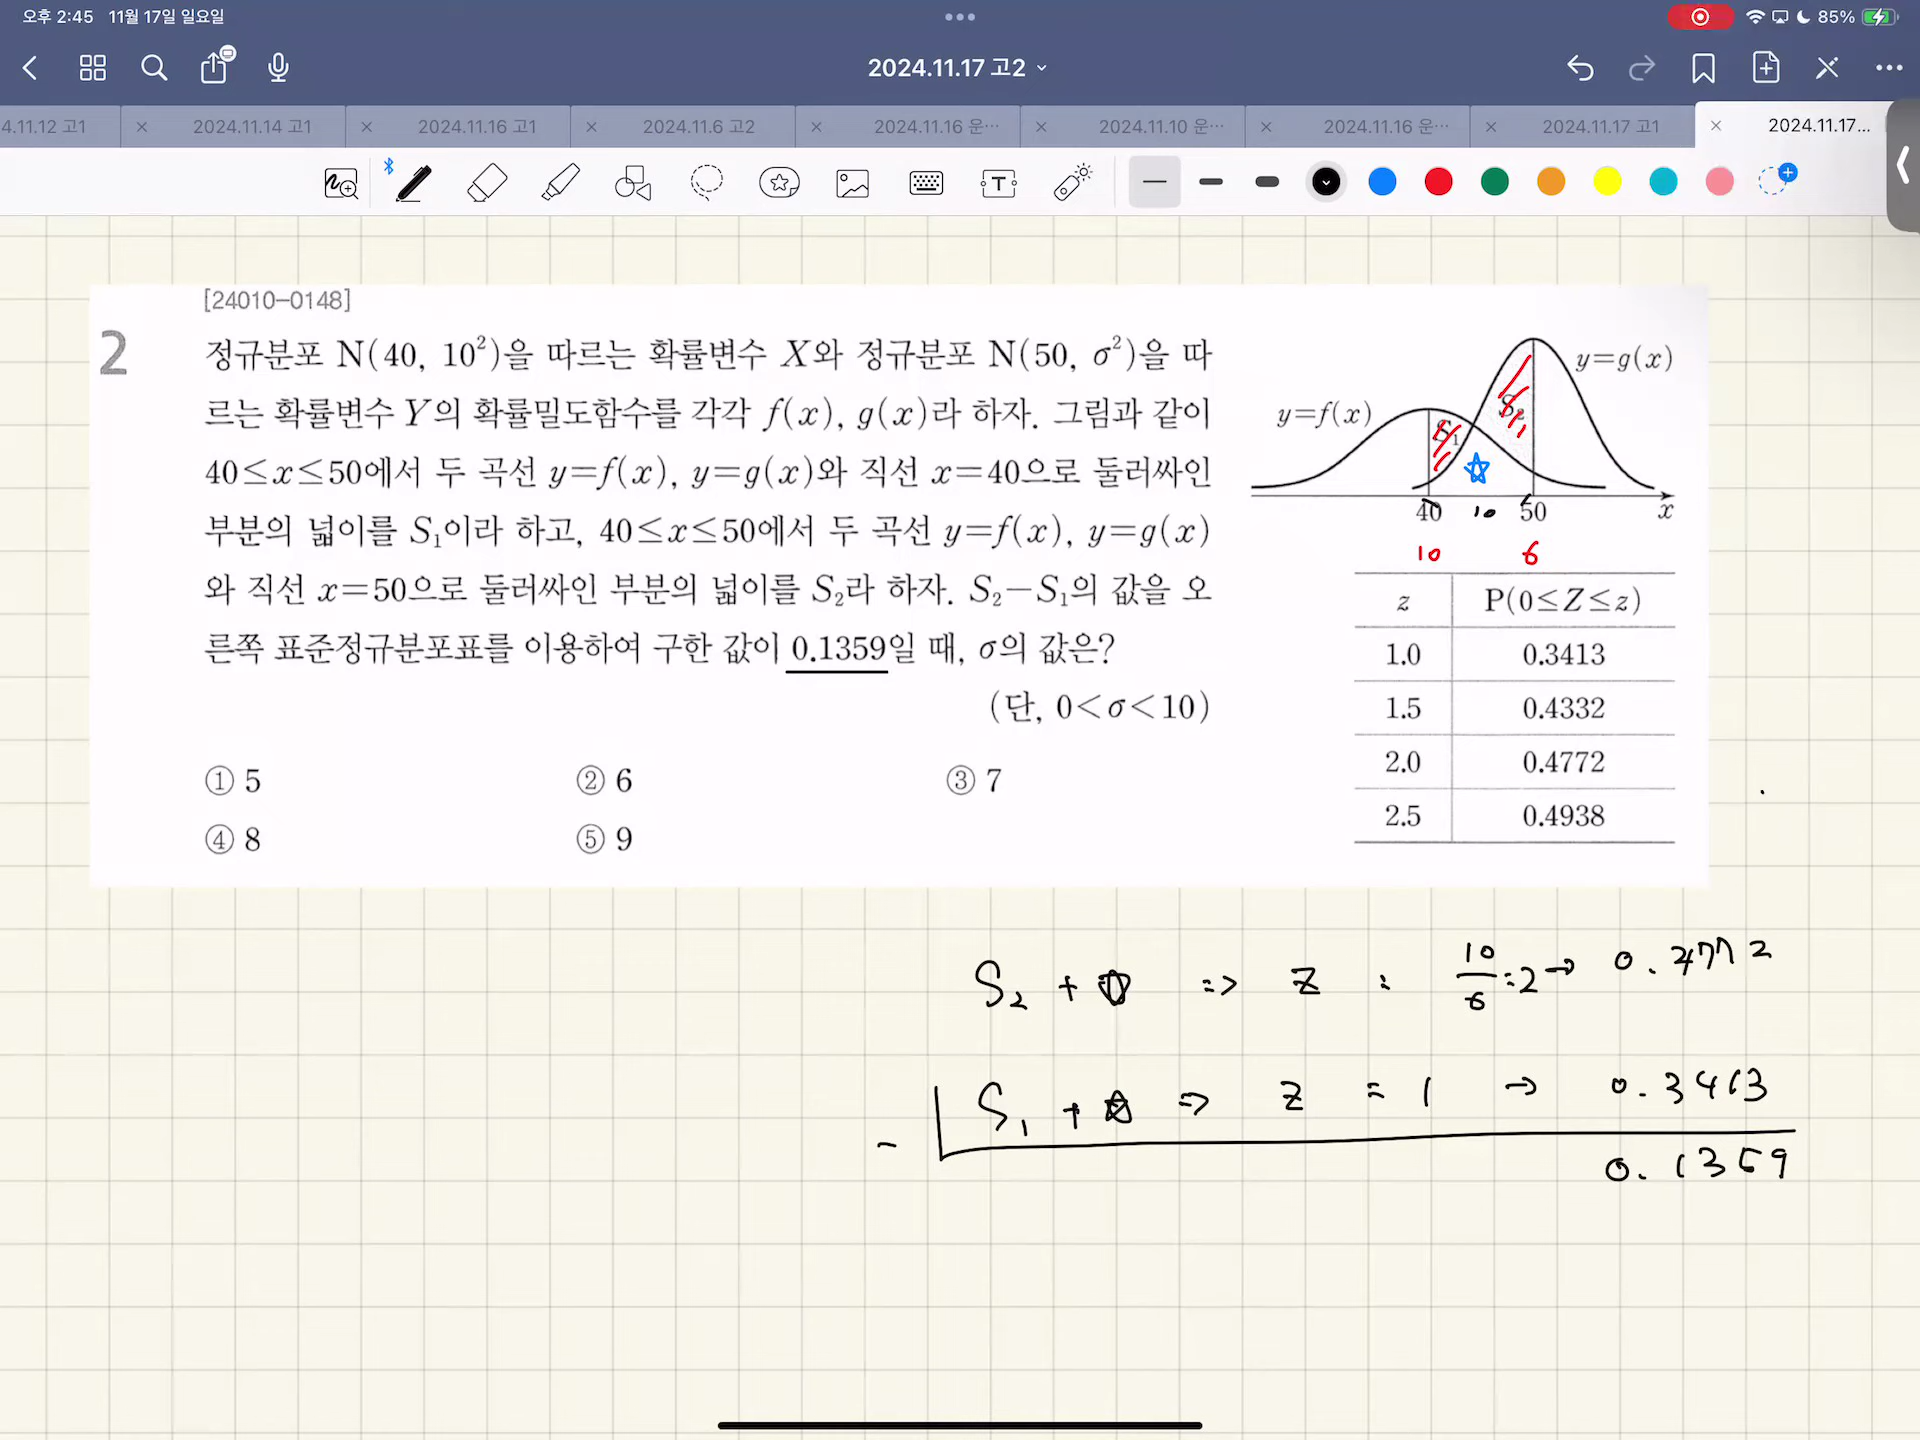 오후 2:45 11월 17일 일요일
85%
2024.11.17 고2
4.11.12 고1
2024.11.14 고1
2024.11.16 고1
2024.11.6 고2
2024.11.16 운…
2024.11.10 운…
2024.11.16 운…
2024.11.17 고1
2024.11.17...
[24010-0148]
2
정규분포 N(40, 10²)을 따르는 확률변수 X와 정규분포 N(50, σ²)을 따
르는 확률변수 Y의 확률밀도함수를 각각 f(x), g(x)라 하자. 그림과 같이
40≤x≤50에서 두 곡선 y=f(x), y=g(x)와 직선 x=40으로 둘러싸인
부분의 넓이를 S₁이라 하고, 40≤x≤50에서 두 곡선 y=f(x), y=g(x)
와 직선 x=50으로 둘러싸인 부분의 넓이를 S₂라 하자. S₂-S₁의 값을 오
른쪽 표준정규분포표를 이용하여 구한 값이 0.1359일 때, σ의 값은?
(단, 0<σ<10)
① 5 ② 6 ③ 7
④ 8 ⑤ 9
y=g(x)
y=f(x)
S₂
S₁
40 10 50 x
10 6
z P(0≤Z≤z)
1.0 0.3413
1.5 0.4332
2.0 0.4772
2.5 0.4938
S₂ + ☆ => Z = 10/6 = 2 → 0.4772
- S₁ + ☆ => Z = 1 → 0.3413
0.1359